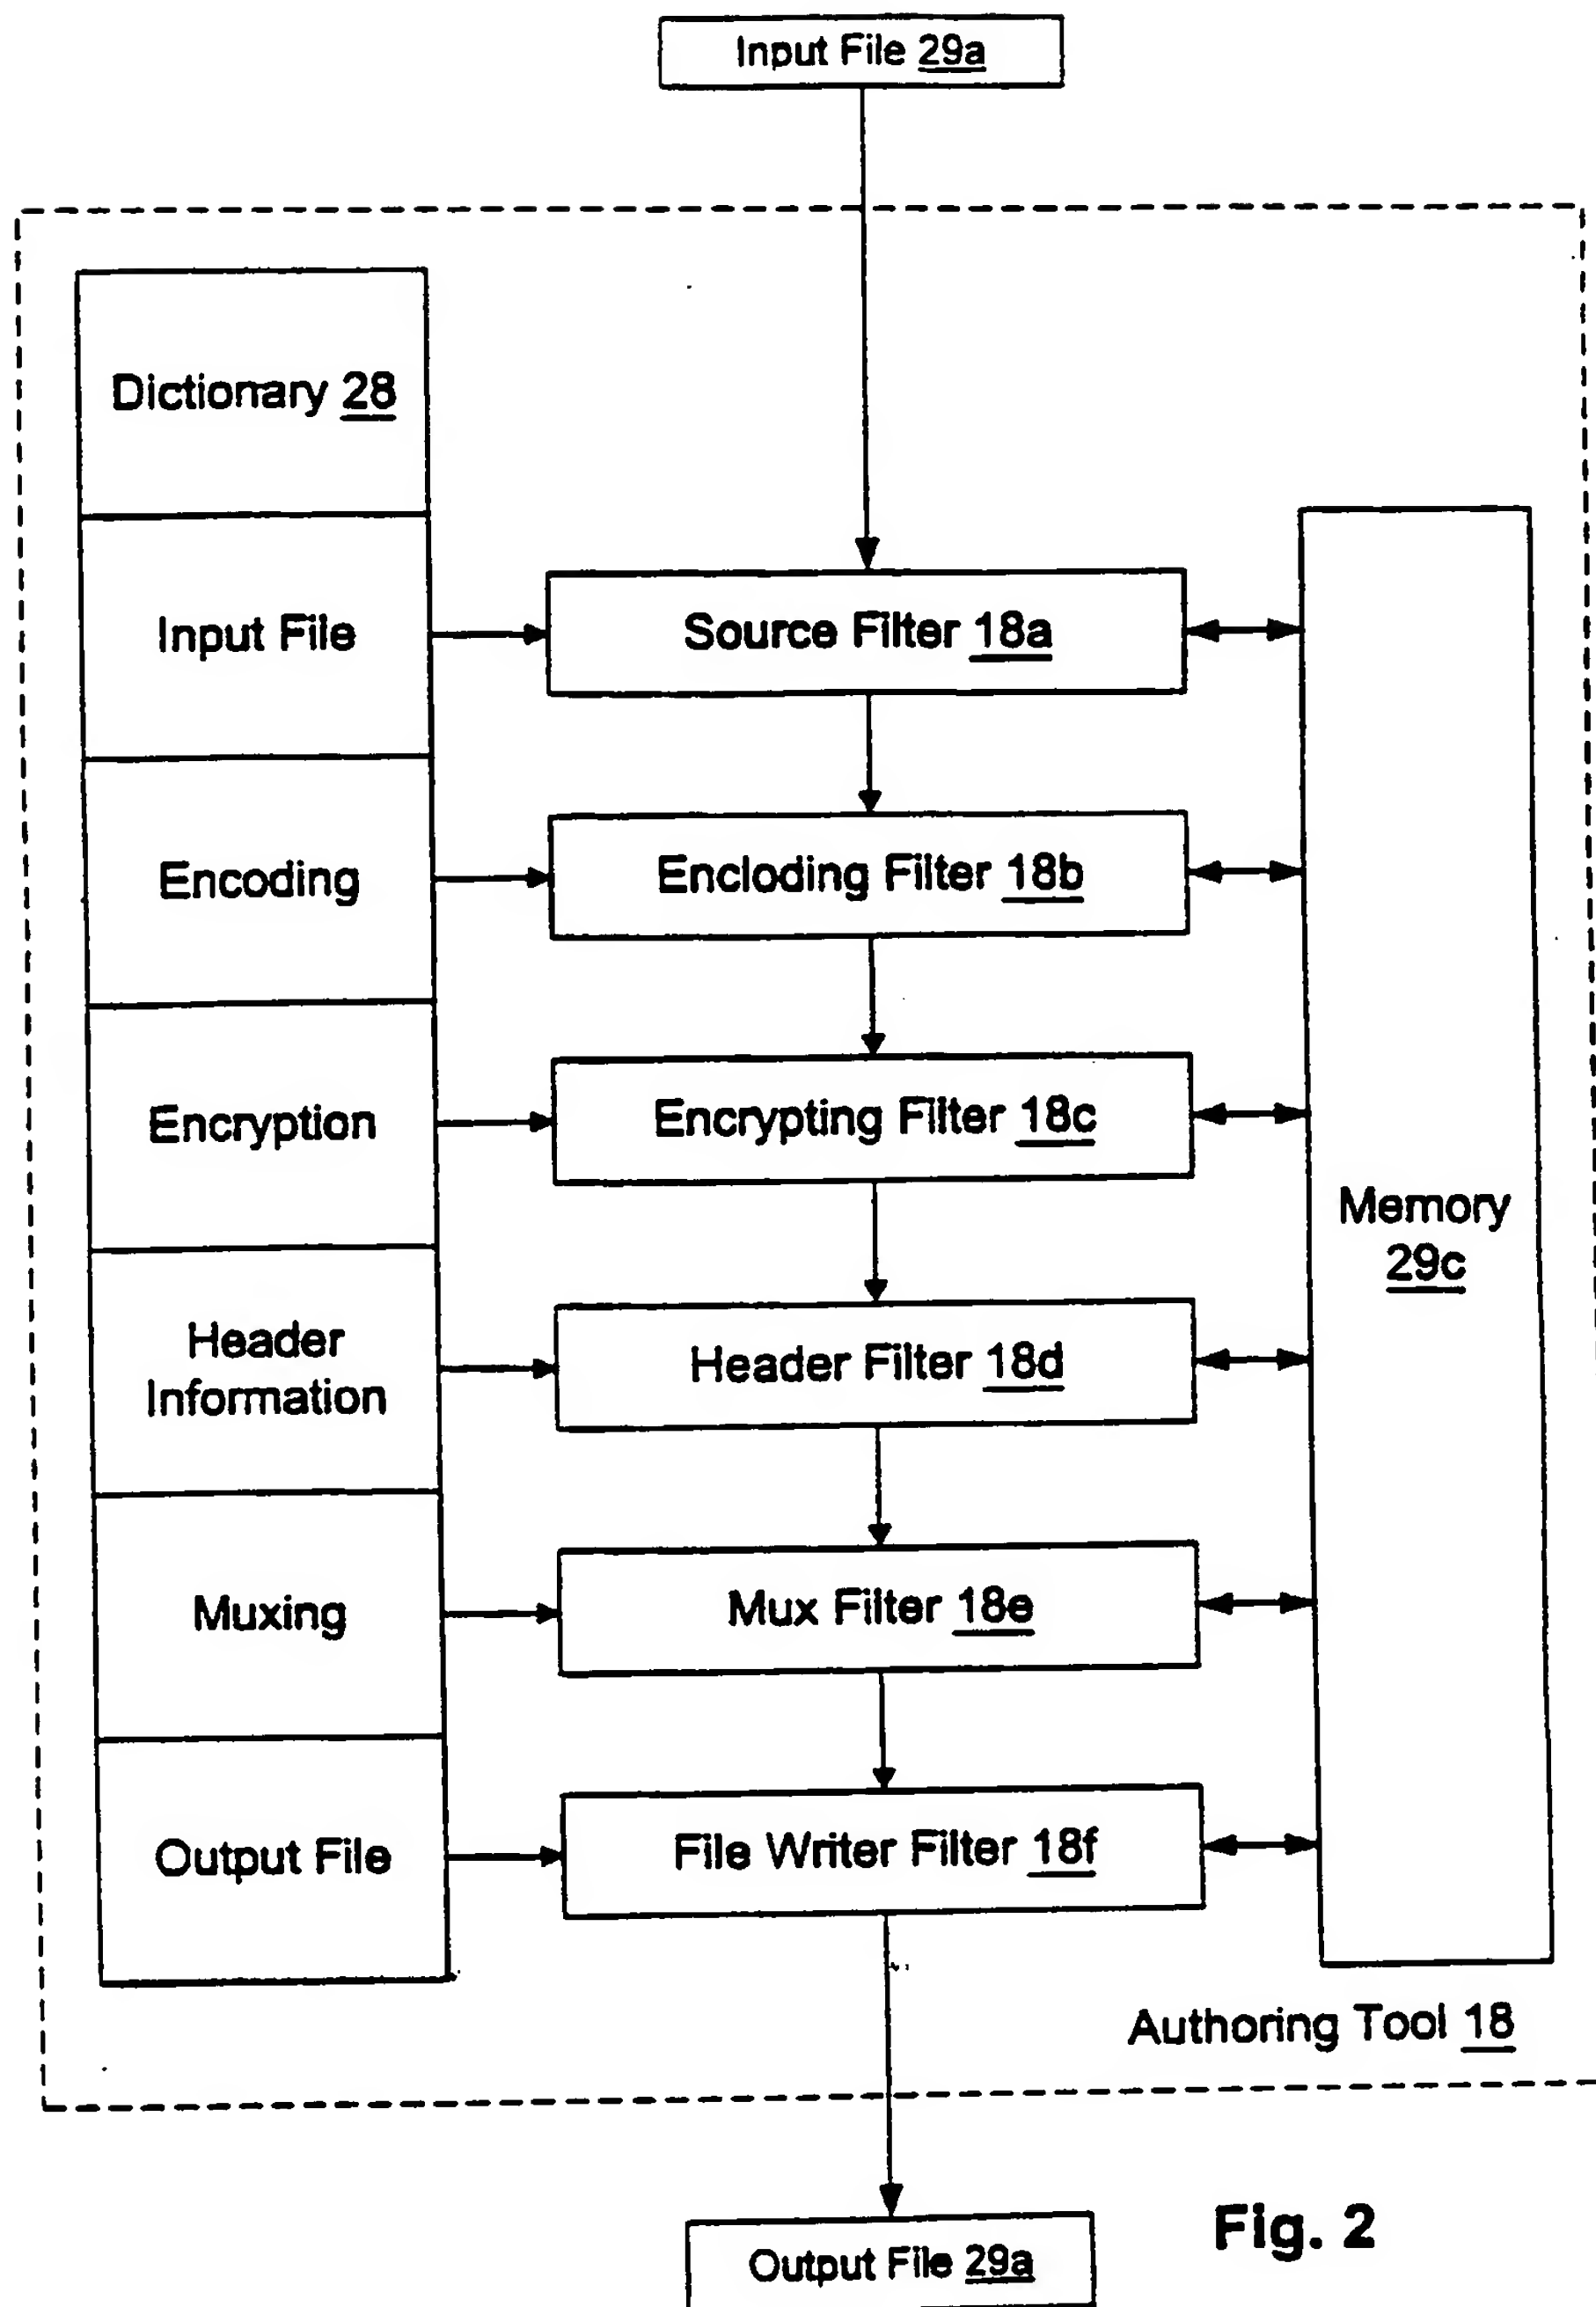 Input File 29a
Dictionary 28
Input File
Source Filter 18a
Encoding
Encloding Filter 18b
Encryption
Encrypting Filter 18c
Memory
29c
Header
Information
Header Filter 18d
Muxing
Mux Filter 18e
Output File
File Writer Filter 18f
Authoring Tool 18
Output File 29a
Fig. 2